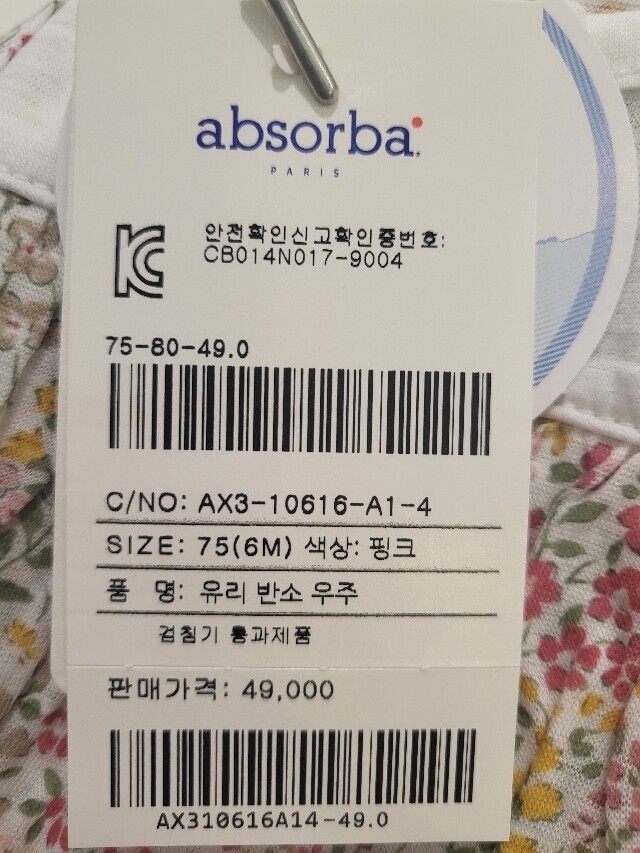 absorba.
PARIS
안전확인신고확인증번호:
CB014N017-9004
75-80-49.0
C/NO: AX3-10616-A1-4
SIZE: 75(6M) 색상: 핑크
품 명: 유리 반소 우주
검침기 통과제품
판매가격: 49,000
AX310616A14-49.0